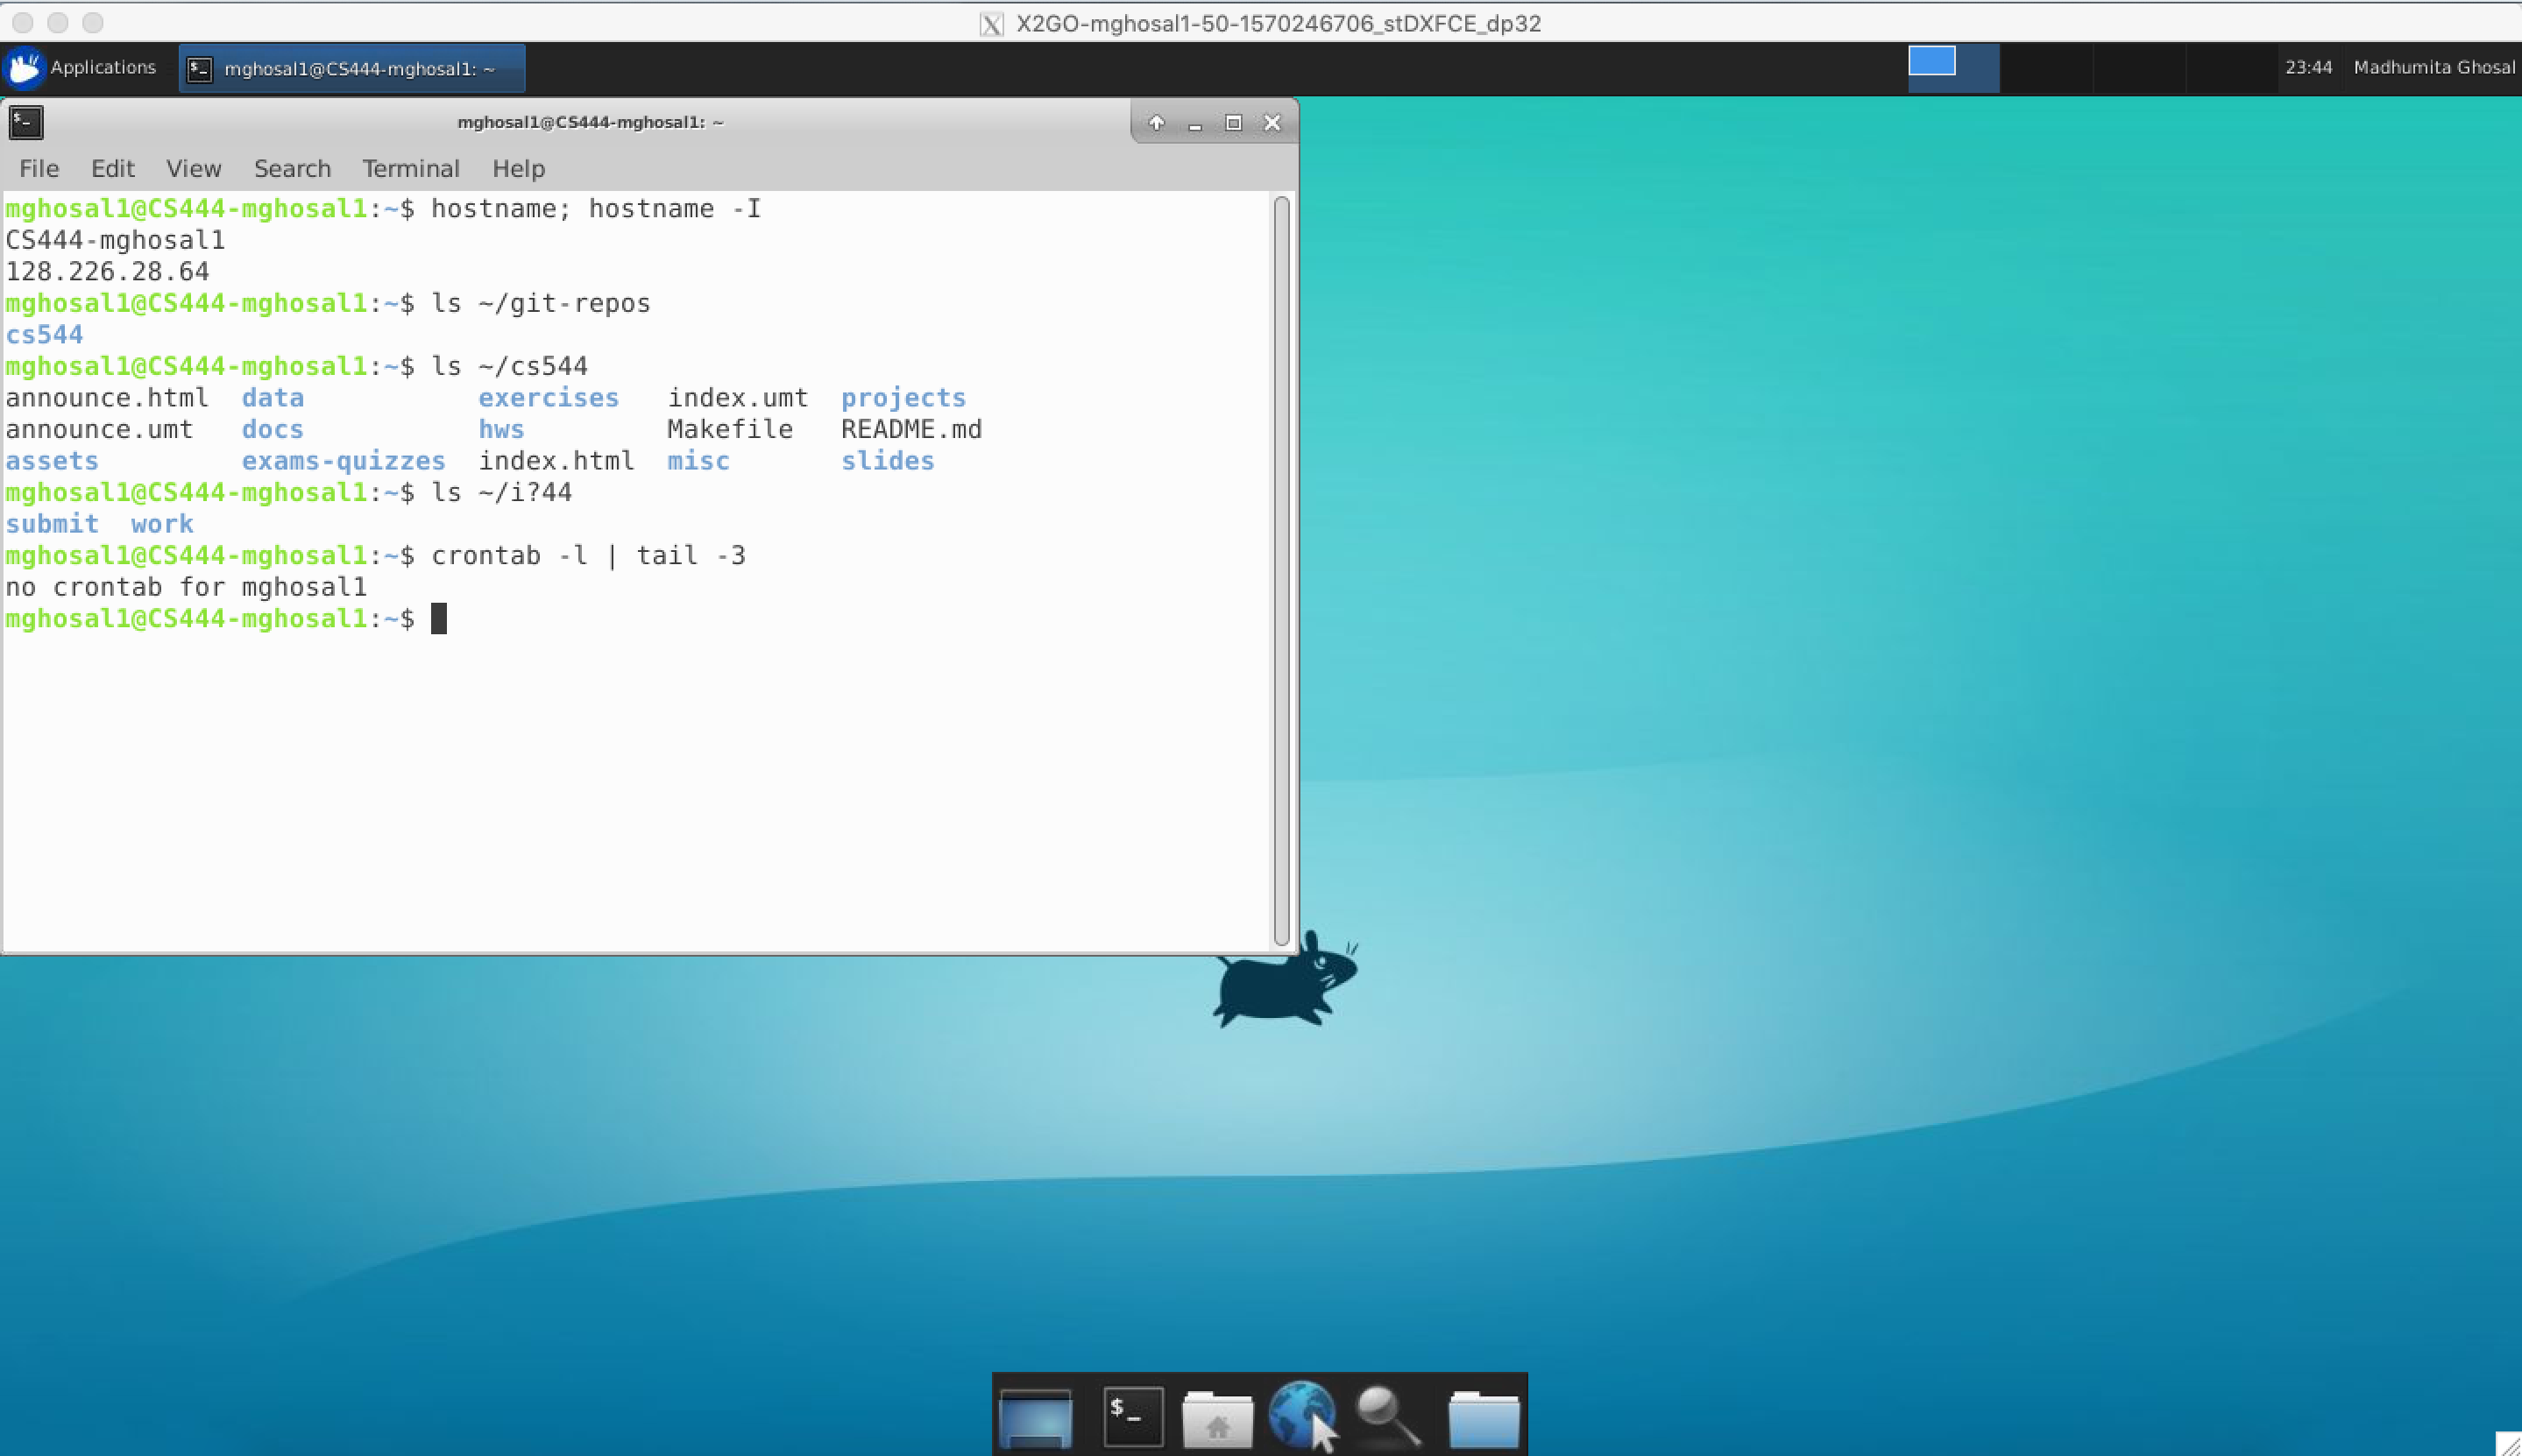 X2GO-mghosal1-50-1570246706_stDXFCE_dp32
Applications mghosal1@CS444-mghosal1: ~ 23:44 Madhumita Ghosal
mghosal1@CS444-mghosal1: ~
File Edit View Search Terminal Help
mghosal1@CS444-mghosal1:~$ hostname; hostname -I
CS444-mghosal1
128.226.28.64
mghosal1@CS444-mghosal1:~$ ls ~/git-repos
cs544
mghosal1@CS444-mghosal1:~$ ls ~/cs544
announce.html data exercises index.umt projects
announce.umt docs hws Makefile README.md
assets exams-quizzes index.html misc slides
mghosal1@CS444-mghosal1:~$ ls ~/i?44
submit work
mghosal1@CS444-mghosal1:~$ crontab -l | tail -3
no crontab for mghosal1
mghosal1@CS444-mghosal1:~$